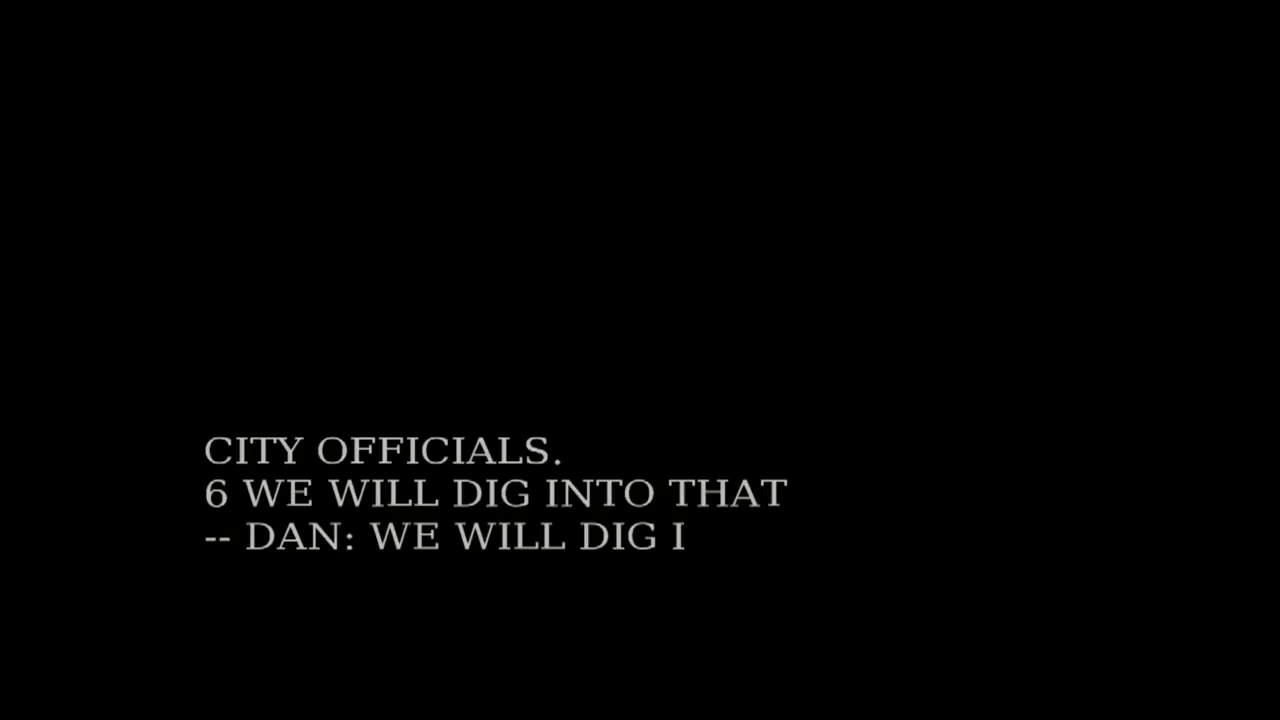 CITY OFFICIALS.
6 WE WILL DIG INTO THAT
-- DAN: WE WILL DIG I